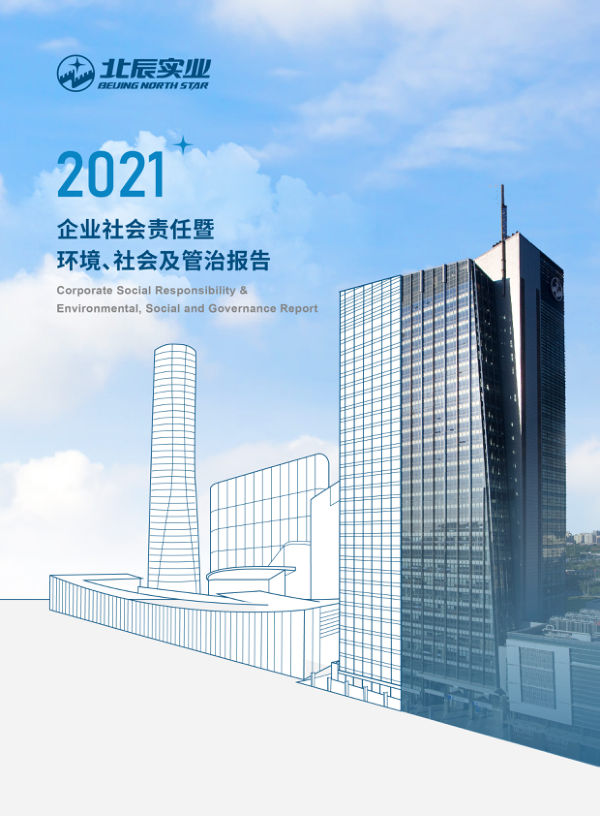 北辰实业
BEIJING NORTH STAR
2021
企业社会责任暨
环境、社会及管治报告
Corporate Social Responsibility &
Environmental, Social and Governance Report